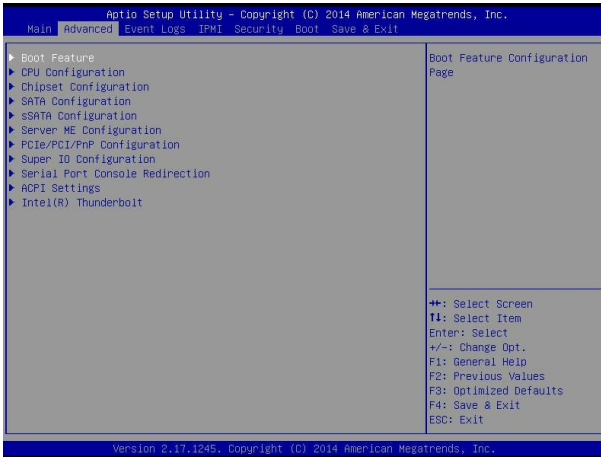 Aptio Setup Utility – Copyright (C) 2014 American Megatrends, Inc.
Main Advanced Event Logs IPMI Security Boot Save & Exit
Boot Feature
CPU Configuration
Chipset Configuration
SATA Configuration
sSATA Configuration
Server ME Configuration
PCIe/PCI/PnP Configuration
Super IO Configuration
Serial Port Console Redirection
ACPI Settings
Intel(R) Thunderbolt
Boot Feature Configuration
Page
→←: Select Screen
↑↓: Select Item
Enter: Select
+/-: Change Opt.
F1: General Help
F2: Previous Values
F3: Optimized Defaults
F4: Save & Exit
ESC: Exit
Version 2.17.1245. Copyright (C) 2014 American Megatrends, Inc.